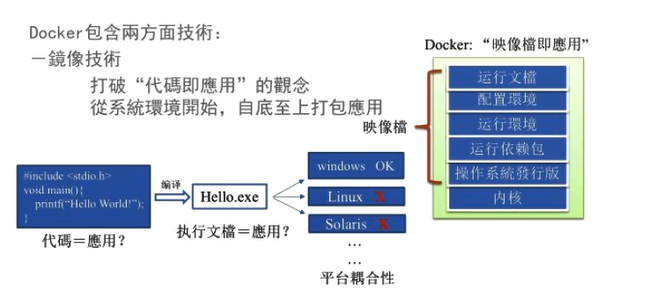 Docker包含兩方面技術：
－鏡像技術
打破“代碼即應用”的觀念
從系統環境開始，自底至上打包應用
Docker: “映像檔即應用”
运行文檔
配置環境
运行環境
运行依赖包
操作系統發行版
内核
映像檔
#include <stdio.h>
void main(){
printf(“Hello World!”);
}
代碼＝應用？
编译
Hello.exe
执行文檔＝應用？
windows OK
Linux X
Solaris X
…
…
平台耦合性